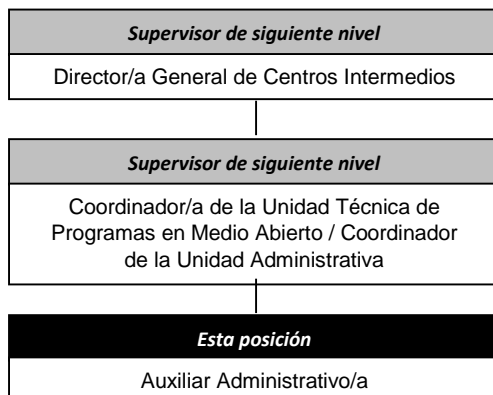 Supervisor de siguiente nivel
Director/a General de Centros Intermedios
Supervisor de siguiente nivel
Coordinador/a de la Unidad Técnica de
Programas en Medio Abierto / Coordinador
de la Unidad Administrativa
Esta posición
Auxiliar Administrativo/a